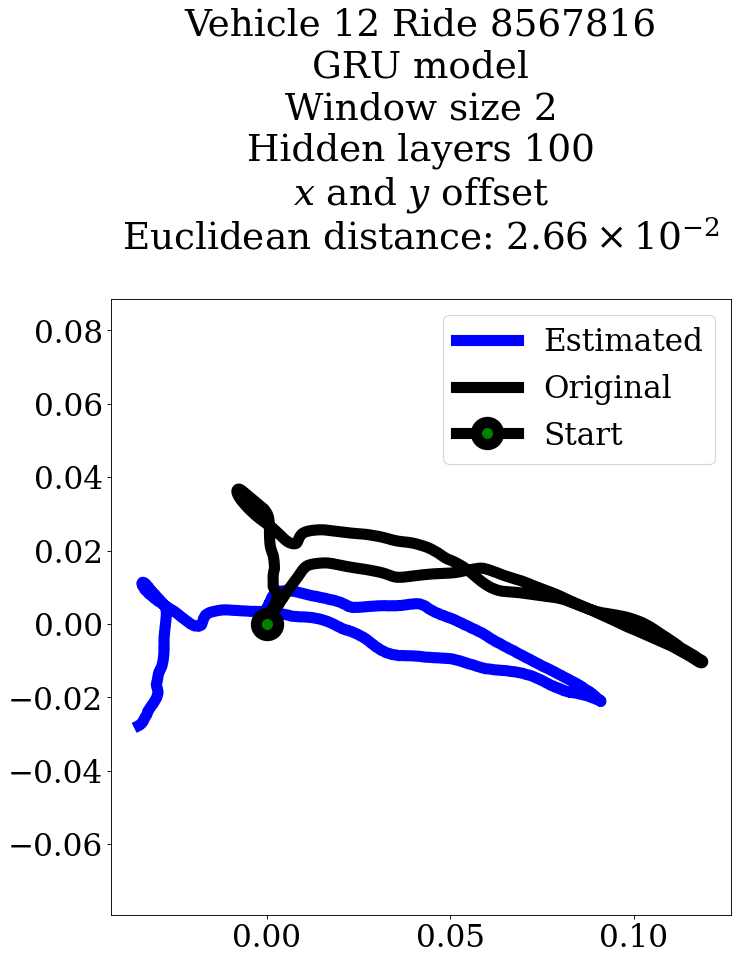 Vehicle 12 Ride 8567816
GRU model
Window size 2
Hidden layers 100
x and y offset
Euclidean distance: 2.66 × 10⁻²
Estimated
Original
Start
0.08
0.06
0.04
0.02
0.00
−0.02
−0.04
−0.06
0.00 0.05 0.10